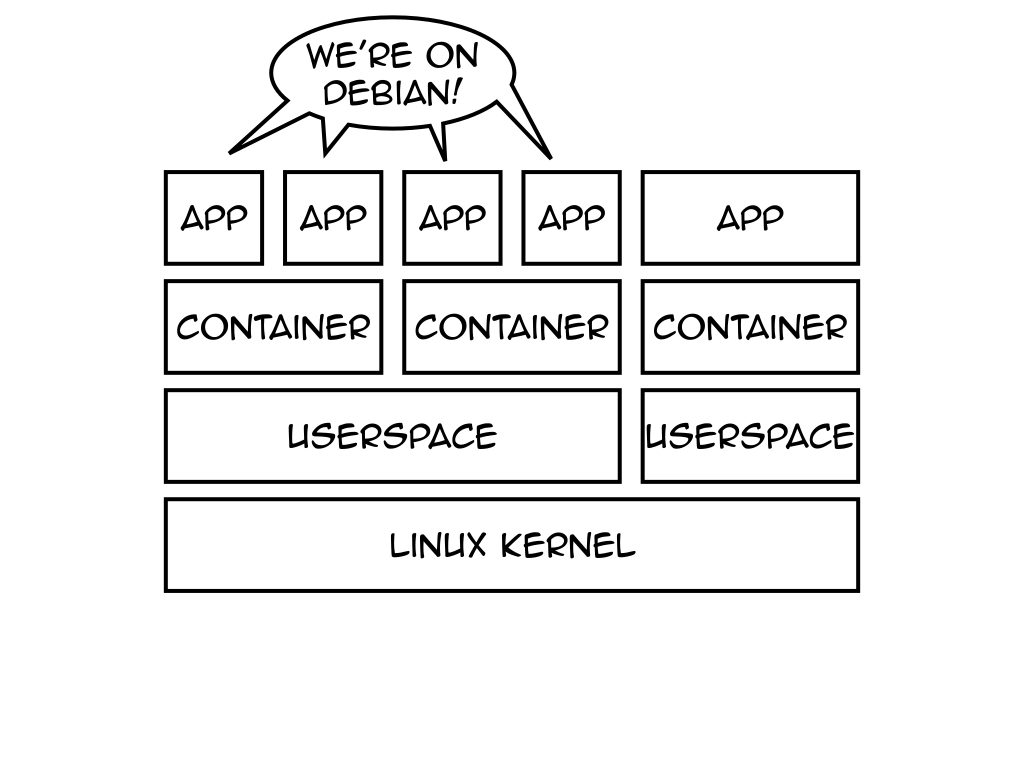 WE'RE ON
DEBIAN!
APP APP APP APP APP
CONTAINER CONTAINER CONTAINER
USERSPACE USERSPACE
LINUX KERNEL